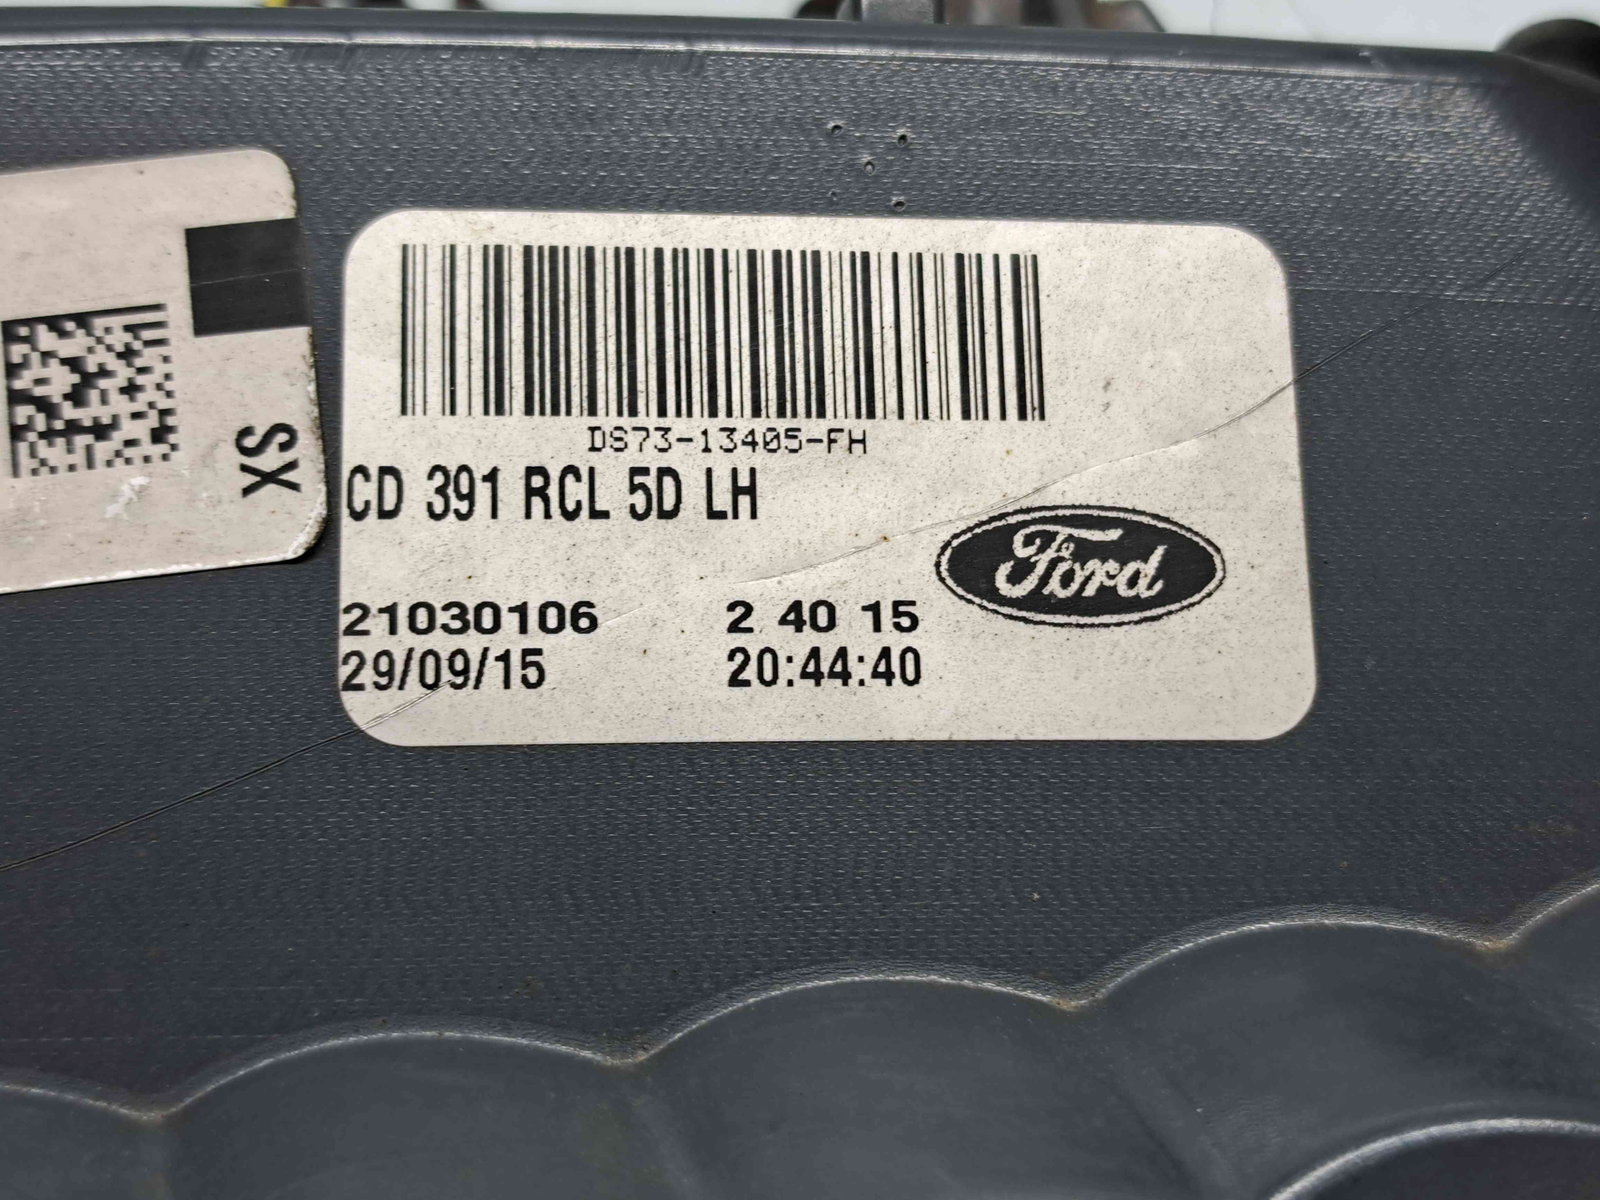 XS
DS73-13405-FH
CD 391 RCL 5D LH
Ford
21030106 2 40 15
29/09/15 20:44:40